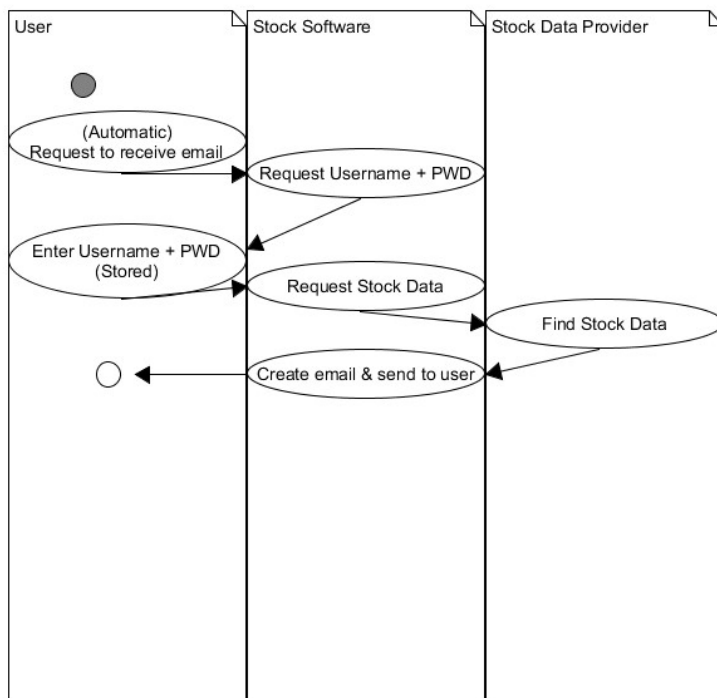 User
Stock Software
Stock Data Provider
(Automatic)
Request to receive email
Request Username + PWD
Enter Username + PWD
(Stored)
Request Stock Data
Find Stock Data
Create email & send to user